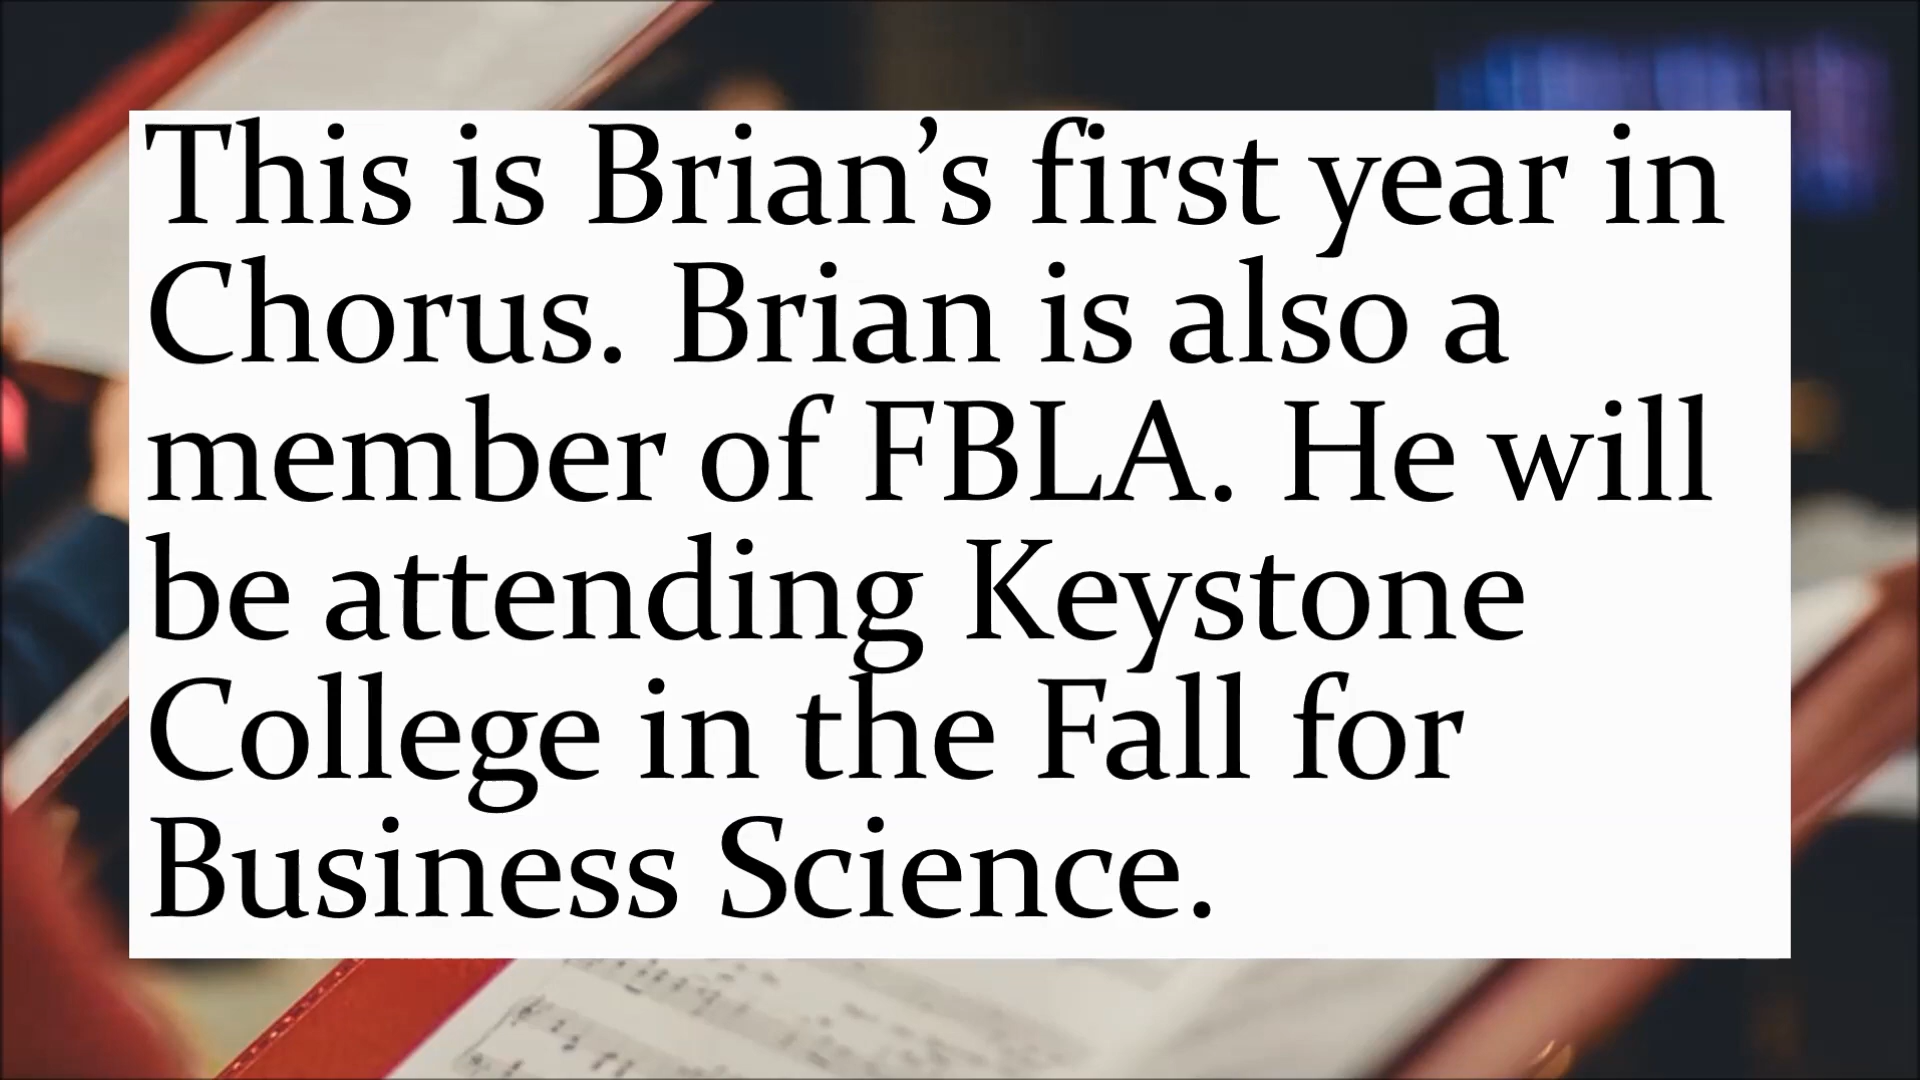 This is Brian’s first year in
Chorus. Brian is also a
member of FBLA. He will
be attending Keystone
College in the Fall for
Business Science.